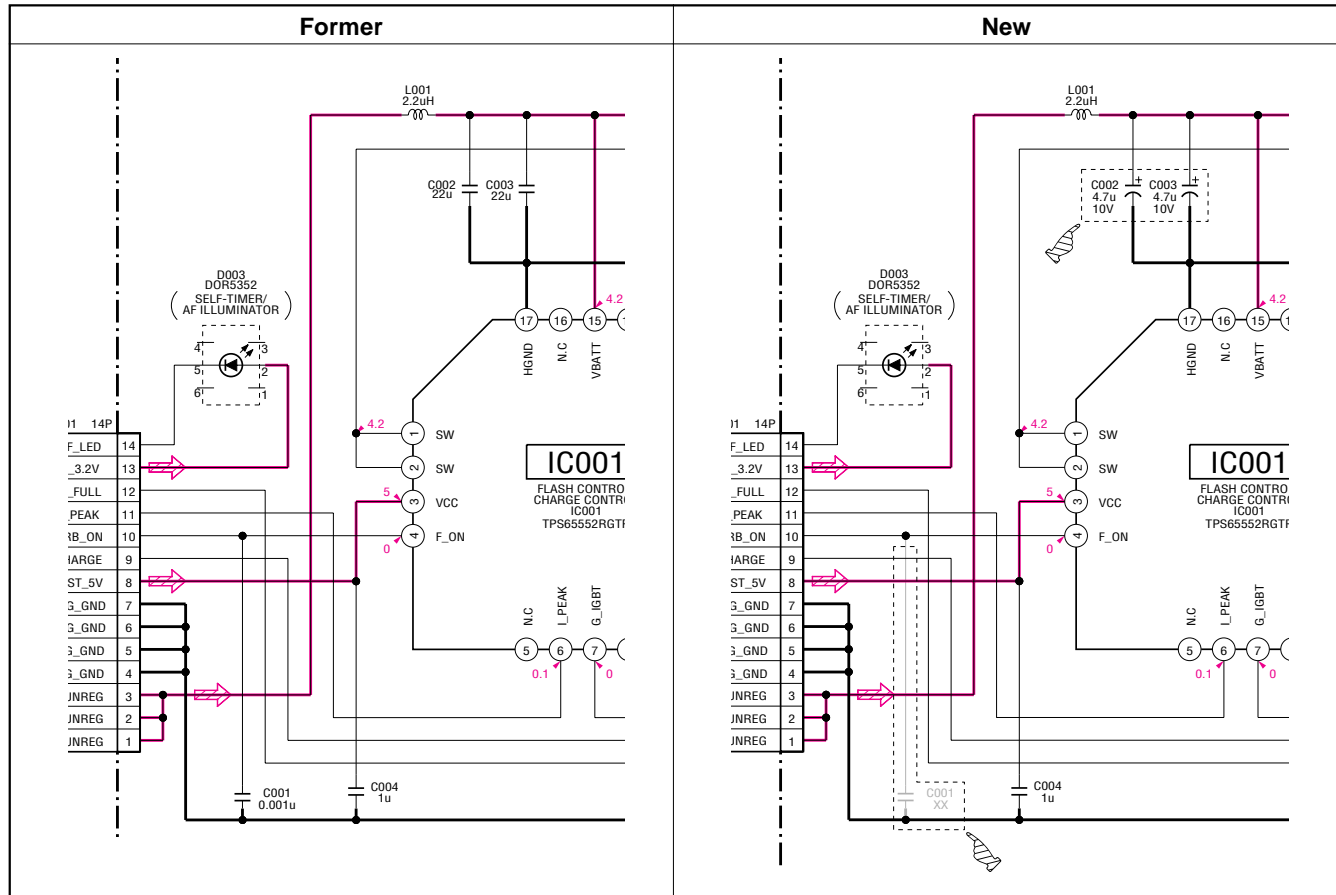 Former
New
L001
2.2uH
C002
22u
C003
22u
D003
DOR5352
( SELF-TIMER/
AF ILLUMINATOR )
4
3
5
2
6
1
4.2
17
16
15
HGND
N.C
VBATT
01 14P
F_LED 14
_3.2V 13
_FULL 12
_PEAK 11
RB_ON 10
HARGE 9
ST_5V 8
G_GND 7
G_GND 6
G_GND 5
G_GND 4
UNREG 3
UNREG 2
UNREG 1
4.2
1 SW
2 SW
5
3 VCC
0
4 F_ON
IC001
FLASH CONTRO
CHARGE CONTRO
IC001
TPS65552RGTR
N.C
I_PEAK
G_IGBT
5
6
7
0.1
0
C001
0.001u
C004
1u
L001
2.2uH
C002
4.7u
10V
+
C003
4.7u
10V
+
D003
DOR5352
( SELF-TIMER/
AF ILLUMINATOR )
4
3
5
2
6
1
4.2
17
16
15
HGND
N.C
VBATT
01 14P
F_LED 14
_3.2V 13
_FULL 12
_PEAK 11
RB_ON 10
HARGE 9
ST_5V 8
G_GND 7
G_GND 6
G_GND 5
G_GND 4
UNREG 3
UNREG 2
UNREG 1
4.2
1 SW
2 SW
5
3 VCC
0
4 F_ON
IC001
FLASH CONTRO
CHARGE CONTRO
IC001
TPS65552RGTR
N.C
I_PEAK
G_IGBT
5
6
7
0.1
0
C001
XX
C004
1u